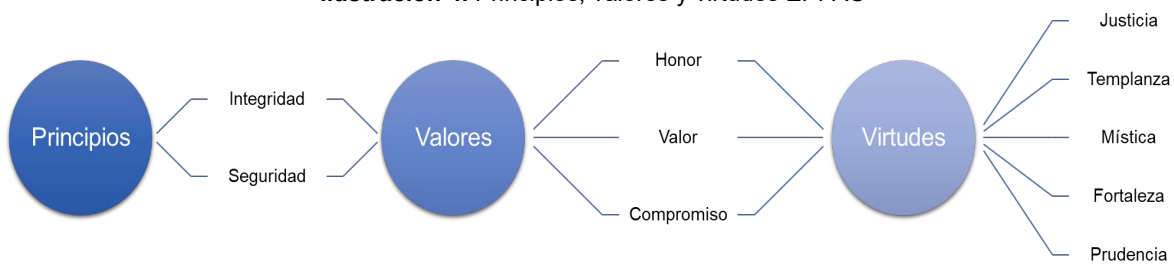 Principios, Valores y Virtudes
Principios
Integridad
Seguridad
Valores
Honor
Valor
Compromiso
Virtudes
Justicia
Templanza
Mística
Fortaleza
Prudencia